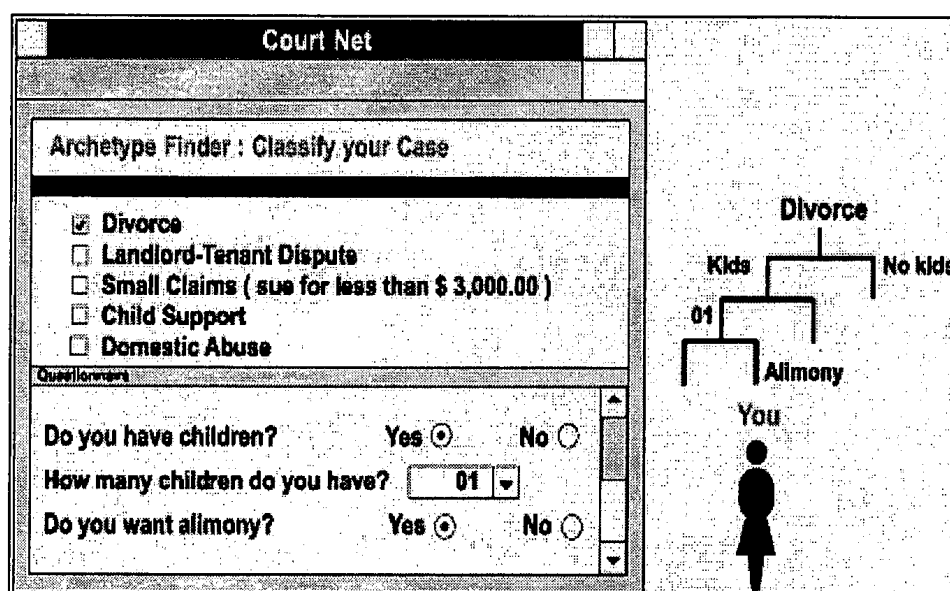 Court Net
Archetype Finder : Classify your Case
Divorce
Landlord-Tenant Dispute
Small Claims ( sue for less than $ 3,000.00 )
Child Support
Domestic Abuse
Questionnaire
Do you have children? Yes No
How many children do you have? 01
Do you want alimony? Yes No
Divorce
Kids No kids
01
Alimony
You